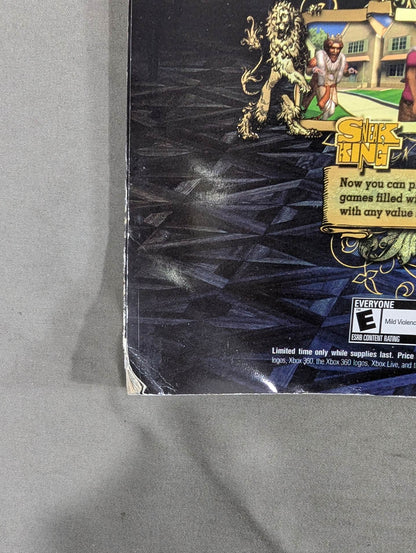 SNEAK
KING
Now you can p
games filled wi
with any value
EVERYONE
E
Mild Violenc
ESRB CONTENT RATING
Limited time only while supplies last. Price
logos, Xbox 360, the Xbox 360 logos, Xbox Live, and t